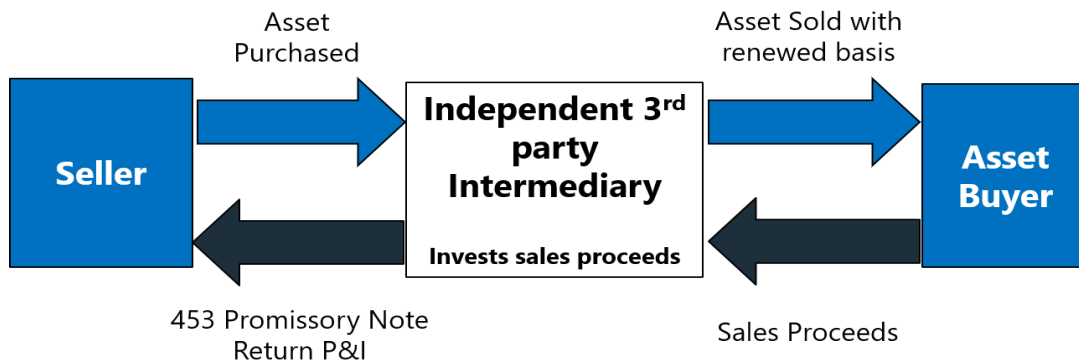 Asset
Purchased
Asset Sold with
renewed basis
Seller
Independent 3rd
party
Intermediary
Invests sales proceeds
Asset
Buyer
453 Promissory Note
Return P&I
Sales Proceeds